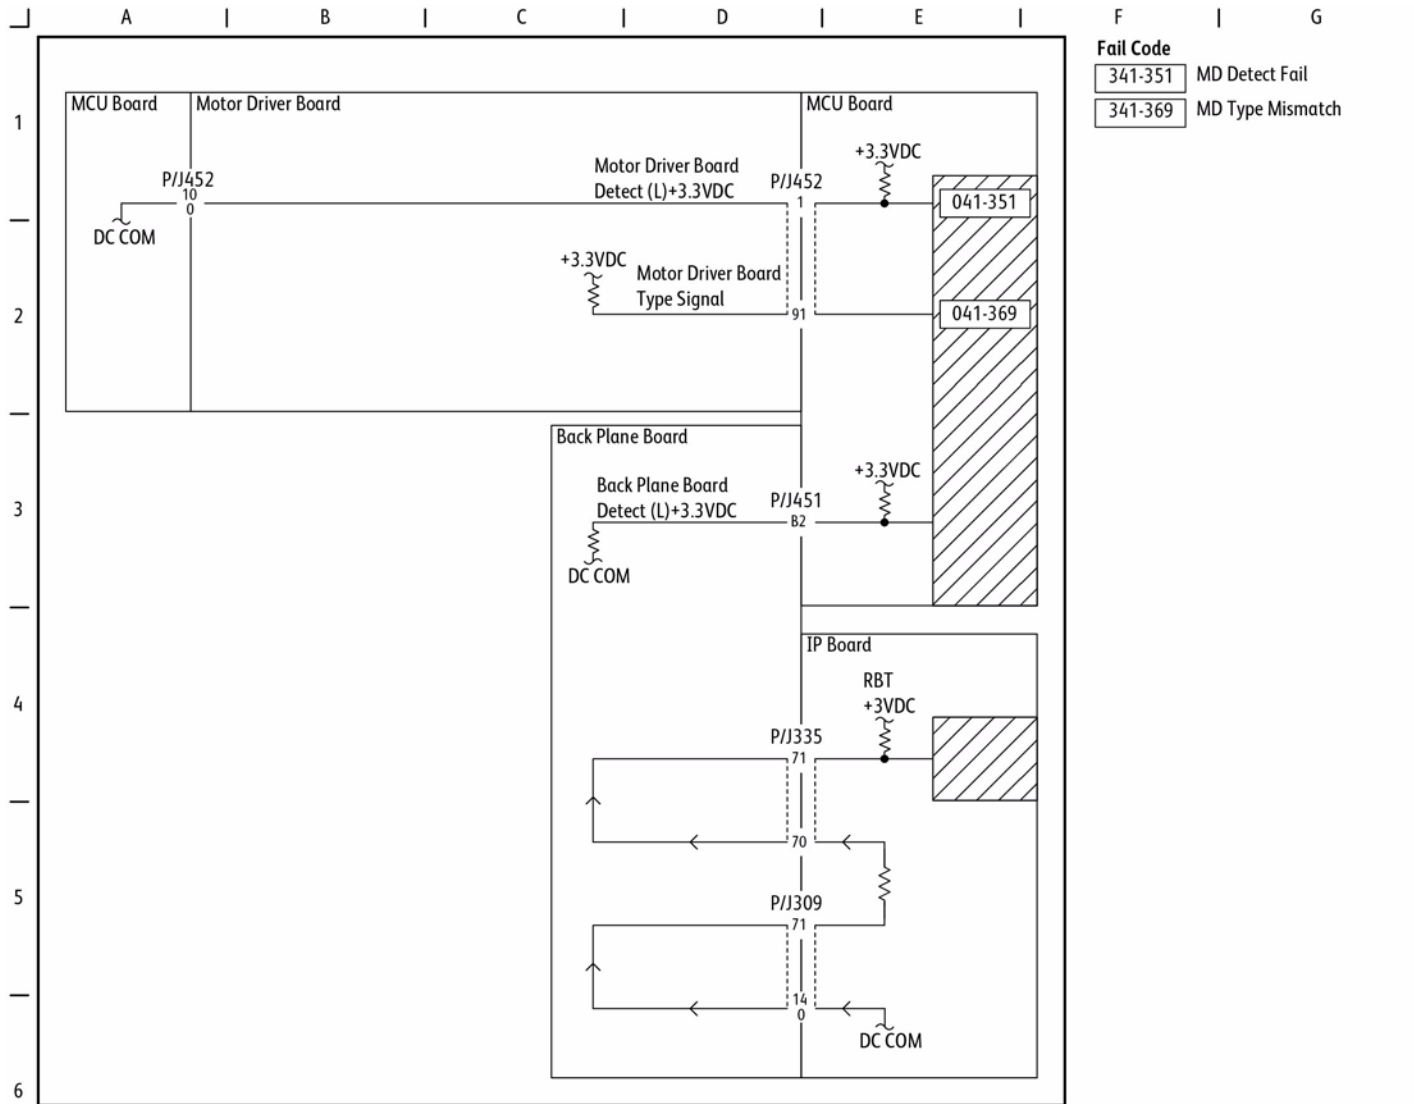 A B C D E F G
Fail Code
341-351 MD Detect Fail
341-369 MD Type Mismatch
1
MCU Board
Motor Driver Board
MCU Board
+3.3VDC
Motor Driver Board
Detect (L)+3.3VDC
P/J452
10
0
P/J452
1
041-351
DC COM
+3.3VDC
Motor Driver Board
Type Signal
2
91
041-369
Back Plane Board
+3.3VDC
Back Plane Board
Detect (L)+3.3VDC
P/J451
3
B2
DC COM
IP Board
RBT
+3VDC
4
P/J335
71
70
5
P/J309
71
14
0
DC COM
6